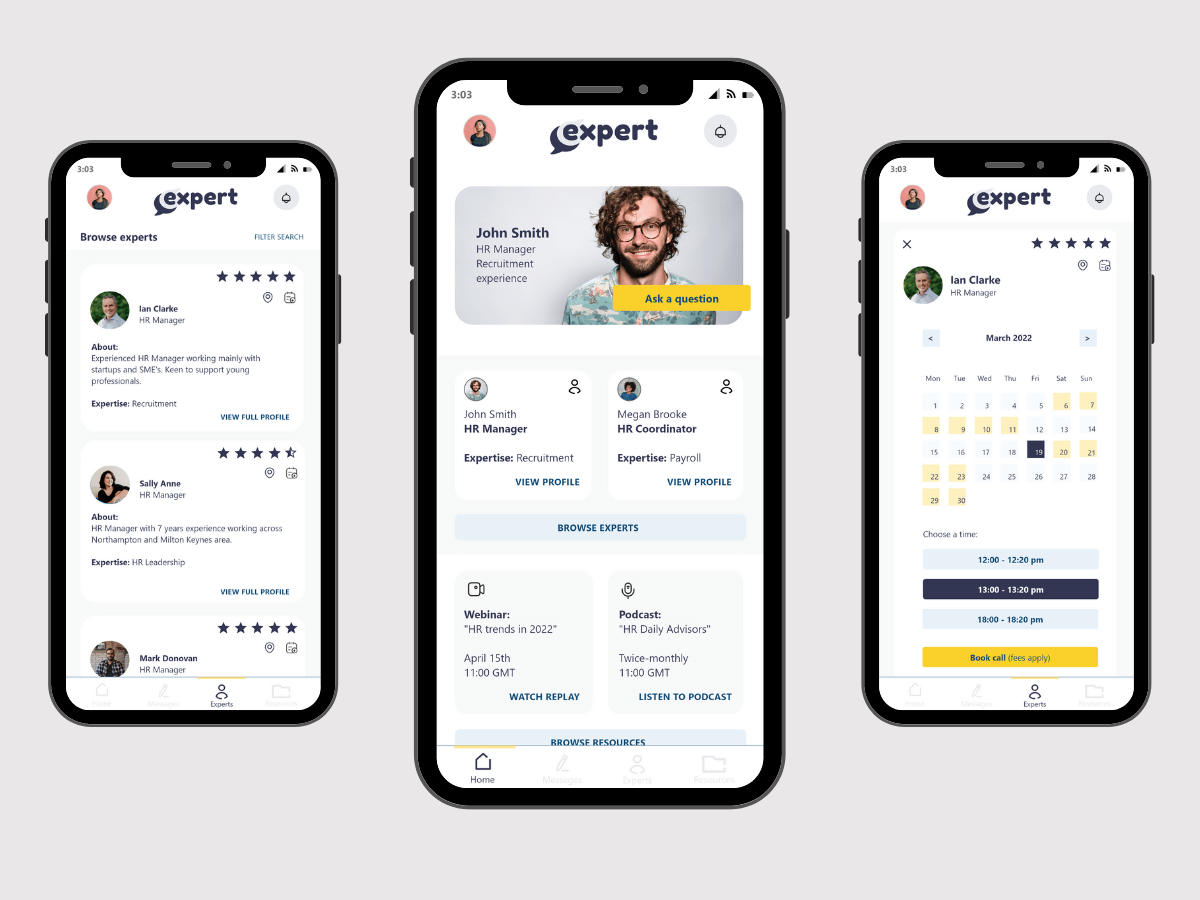 3:03
expert
Browse experts
FILTER SEARCH
Ian Clarke
HR Manager
About:
Experienced HR Manager working mainly with
startups and SME's. Keen to support young
professionals.
Expertise: Recruitment
VIEW FULL PROFILE
Sally Anne
HR Manager
About:
HR Manager with 7 years experience working across
Northampton and Milton Keynes area.
Expertise: HR Leadership
VIEW FULL PROFILE
Mark Donovan
HR Manager
Home Messages Experts Resources
3:03
expert
John Smith
HR Manager
Recruitment
experience
Ask a question
John Smith
HR Manager
Expertise: Recruitment
VIEW PROFILE
Megan Brooke
HR Coordinator
Expertise: Payroll
VIEW PROFILE
BROWSE EXPERTS
Webinar:
"HR trends in 2022"
April 15th
11:00 GMT
WATCH REPLAY
Podcast:
"HR Daily Advisors"
Twice-monthly
11:00 GMT
LISTEN TO PODCAST
BROWSE RESOURCES
Home Messages Experts Resources
3:03
expert
Ian Clarke
HR Manager
< March 2022 >
Mon Tue Wed Thu Fri Sat Sun
1 2 3 4 5 6 7
8 9 10 11 12 13 14
15 16 17 18 19 20 21
22 23 24 25 26 27 28
29 30
Choose a time:
12:00 - 12:20 pm
13:00 - 13:20 pm
18:00 - 18:20 pm
Book call (fees apply)
Home Messages Experts Resources